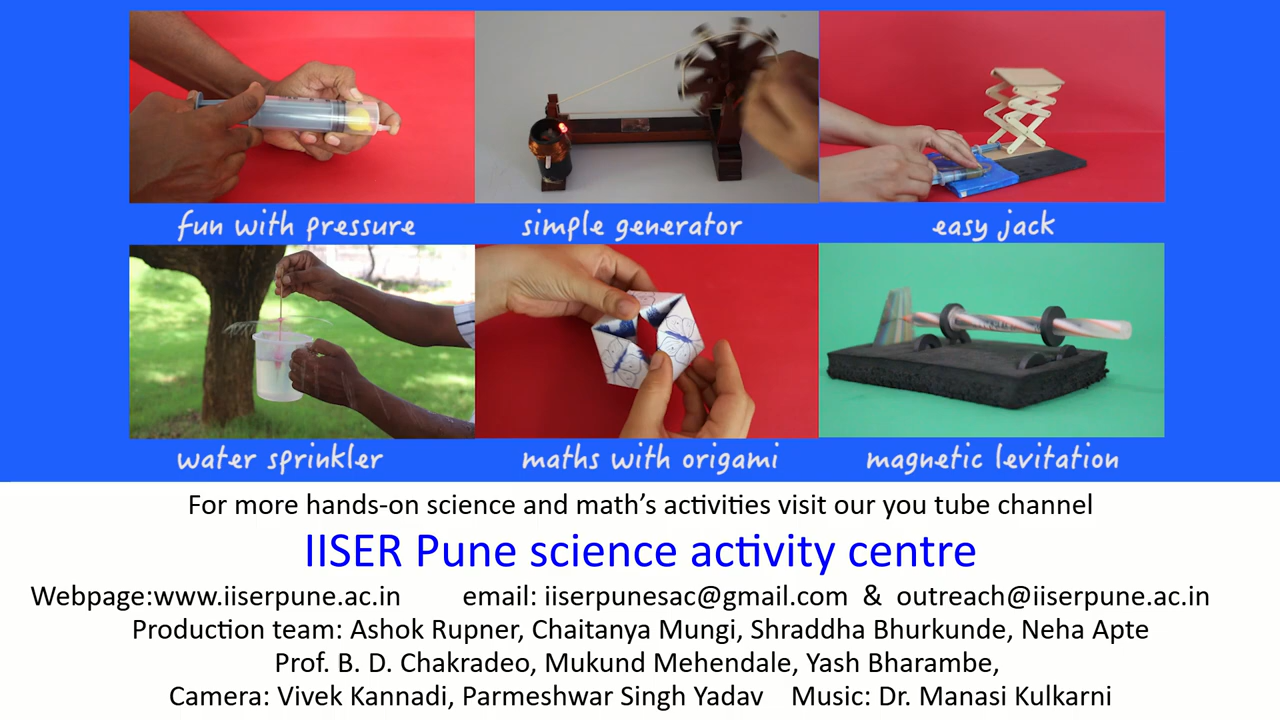 fun with pressure
simple generator
easy jack
water sprinkler
maths with origami
magnetic levitation
For more hands-on science and math’s activities visit our you tube channel
IISER Pune science activity centre
Webpage:www.iiserpune.ac.in email: iiserpunesac@gmail.com & outreach@iiserpune.ac.in
Production team: Ashok Rupner, Chaitanya Mungi, Shraddha Bhurkunde, Neha Apte
Prof. B. D. Chakradeo, Mukund Mehendale, Yash Bharambe,
Camera: Vivek Kannadi, Parmeshwar Singh Yadav Music: Dr. Manasi Kulkarni